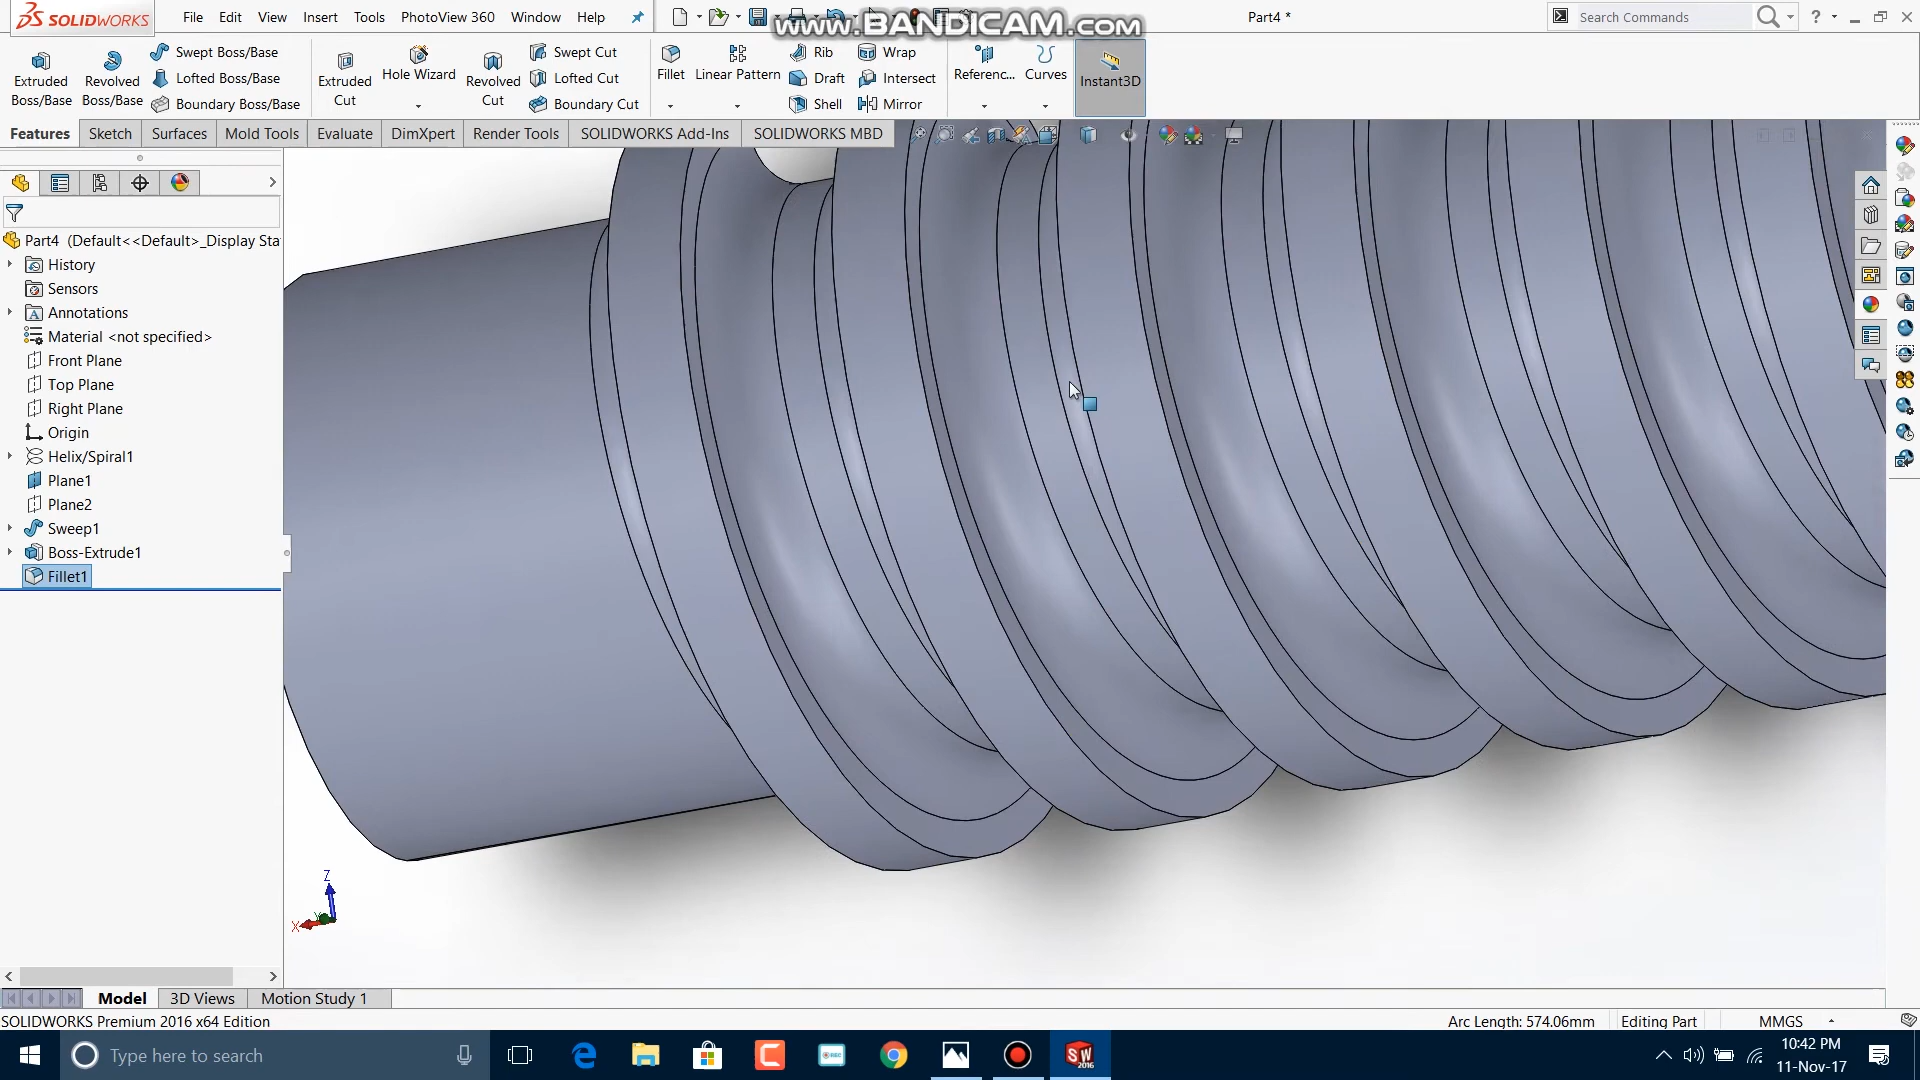 SOLIDWORKS
File Edit View Insert Tools PhotoView 360 Window Help
www.BANDICAM.com
Part4 *
Search Commands
?
Extruded Boss/Base
Revolved Boss/Base
Swept Boss/Base
Lofted Boss/Base
Boundary Boss/Base
Extruded Cut
Hole Wizard
Revolved Cut
Swept Cut
Lofted Cut
Boundary Cut
Fillet
Linear Pattern
Rib
Draft
Shell
Wrap
Intersect
Mirror
Referenc...
Curves
Instant3D
Features Sketch Surfaces Mold Tools Evaluate DimXpert Render Tools SOLIDWORKS Add-Ins SOLIDWORKS MBD
Part4 (Default<<Default>_Display Sta
History
Sensors
Annotations
Material <not specified>
Front Plane
Top Plane
Right Plane
Origin
Helix/Spiral1
Plane1
Plane2
Sweep1
Boss-Extrude1
Fillet1
Z
X
Model 3D Views Motion Study 1
SOLIDWORKS Premium 2016 x64 Edition
Arc Length: 574.06mm Editing Part MMGS
Type here to search
REC
SW
2016
10:42 PM
11-Nov-17